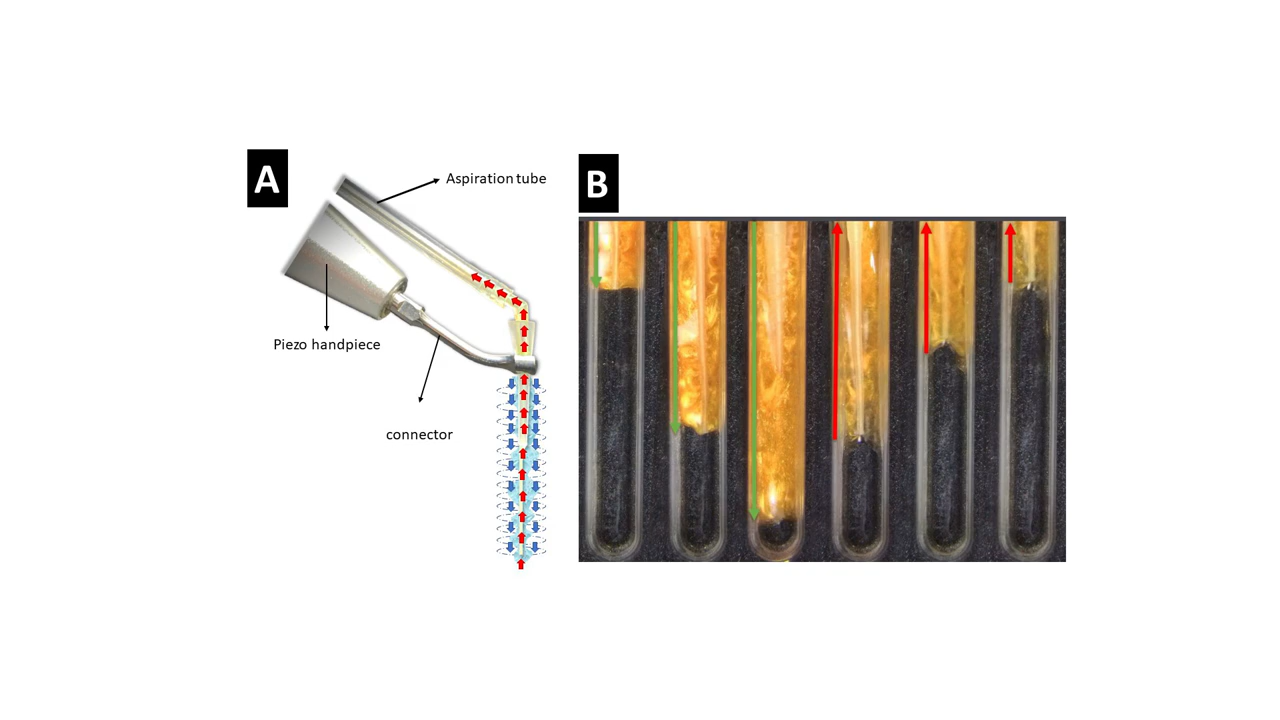 A
Aspiration tube
Piezo handpiece
connector
B